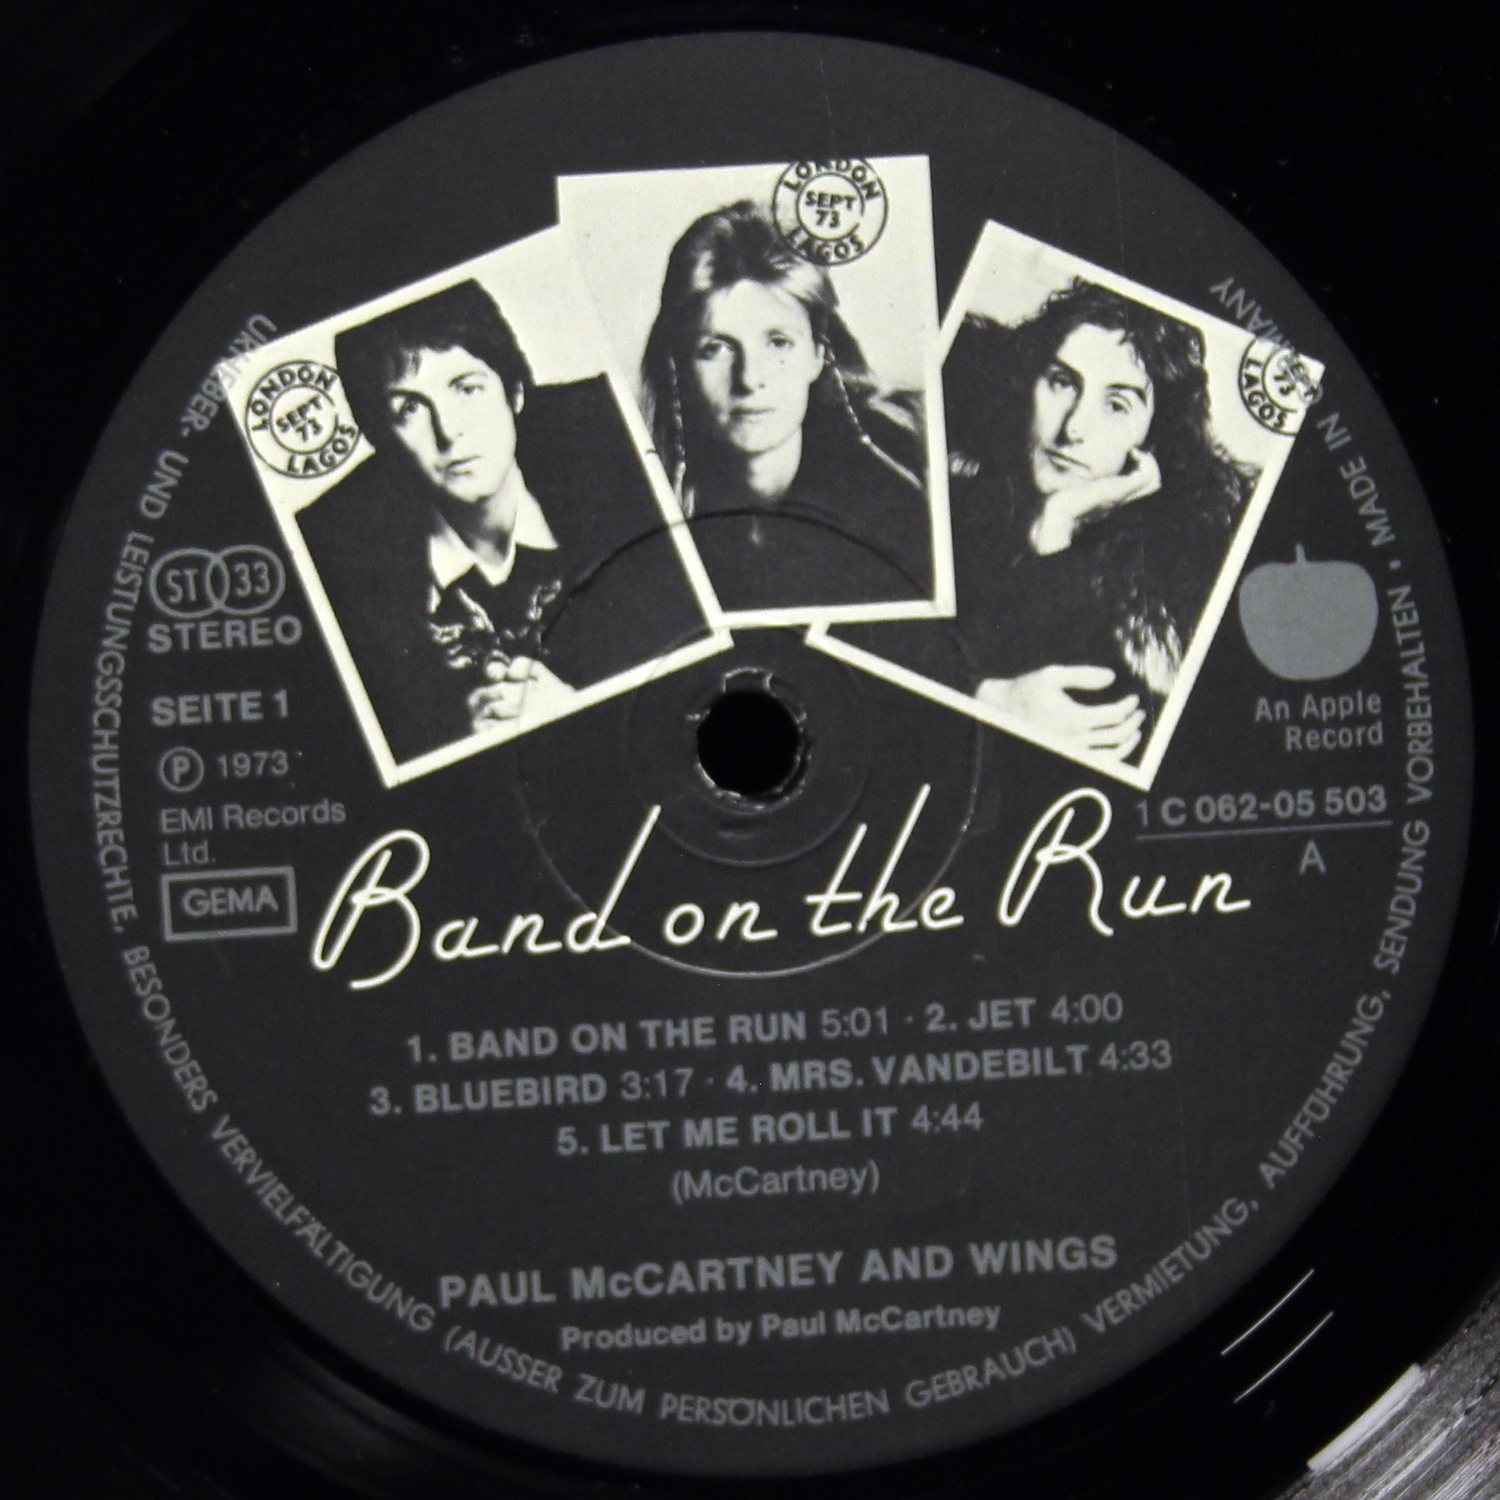 LONDON
SEPT
73
LAGOS
LONDON
SEPT
73
LAGOS
SEPT
73
LAGOS
ST 33
STEREO
SEITE 1
℗ 1973
EMI Records
Ltd.
GEMA
An Apple
Record
1 C 062-05 503
A
Band on the Run
1. BAND ON THE RUN 5:01 · 2. JET 4:00
3. BLUEBIRD 3:17 · 4. MRS. VANDEBILT 4:33
5. LET ME ROLL IT 4:44
(McCartney)
PAUL McCARTNEY AND WINGS
Produced by Paul McCartney
URHEBER- UND LEISTUNGSSCHUTZRECHTE, BESONDERS VERVIELFÄLTIGUNG (AUSSER ZUM PERSÖNLICHEN GEBRAUCH) VERMIETUNG, AUFFÜHRUNG, SENDUNG VORBEHALTEN • MADE IN GERMANY